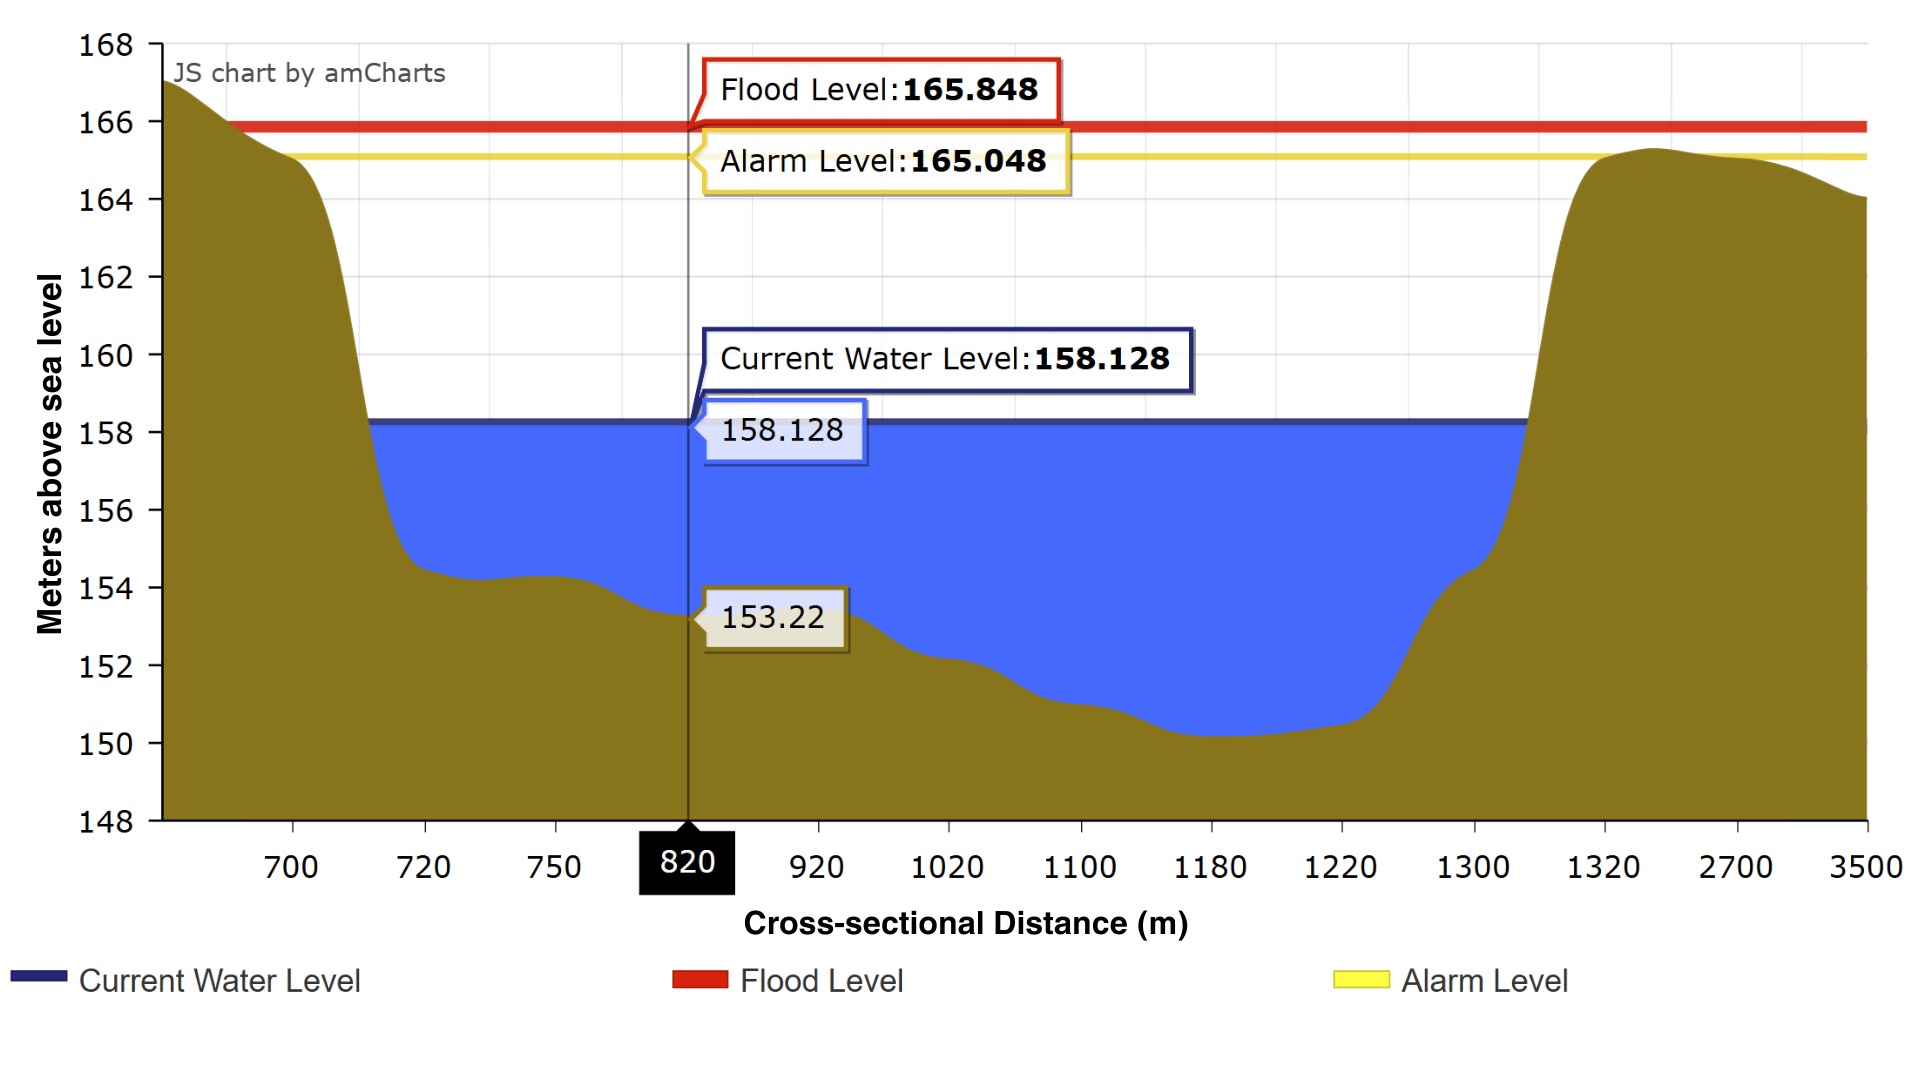 168
JS chart by amCharts
Flood Level:165.848
166
Alarm Level:165.048
164
162
160
Current Water Level:158.128
158
158.128
156
154
153.22
152
150
148
Meters above sea level
700 720 750 820 920 1020 1100 1180 1220 1300 1320 2700 3500
Cross-sectional Distance (m)
Current Water Level Flood Level Alarm Level